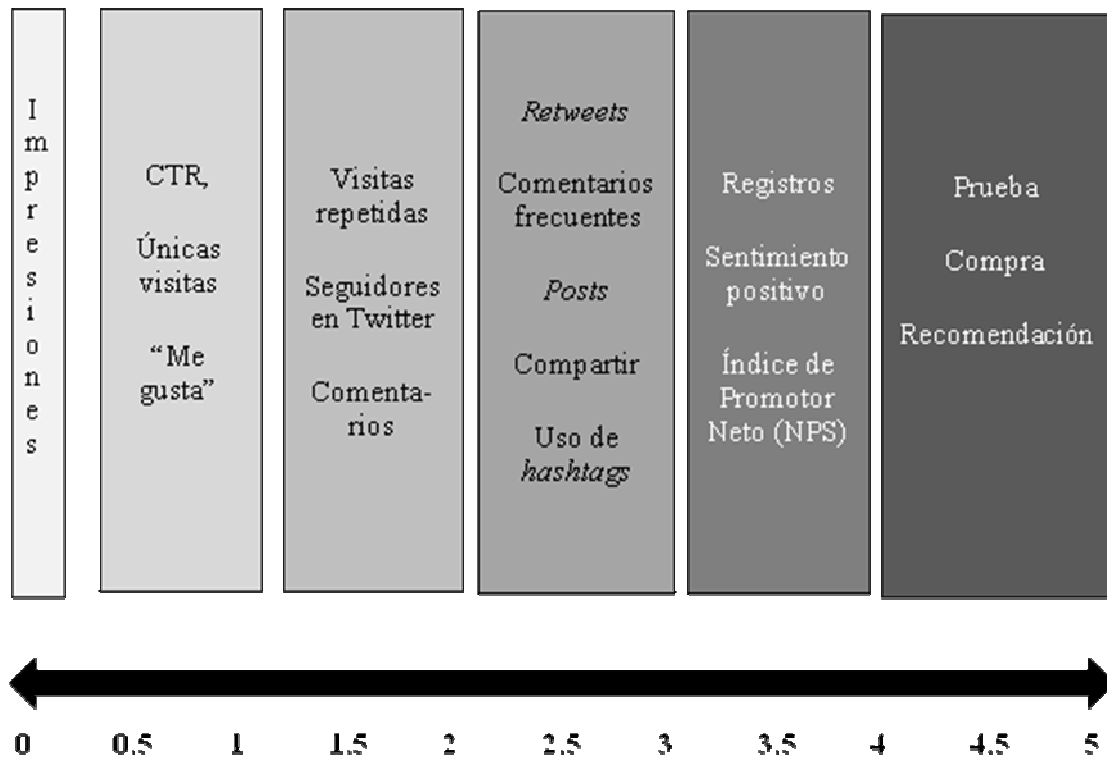 Impresiones
CTR,
Únicas
visitas
“Me
gusta”
Visitas
repetidas
Seguidores
en Twitter
Comenta-
rios
Retweets
Comentarios
frecuentes
Posts
Compartir
Uso de
hashtags
Registros
Sentimiento
positivo
Índice de
Promotor
Neto (NPS)
Prueba
Compra
Recomendación
0 0.5 1 1.5 2 2.5 3 3.5 4 4.5 5